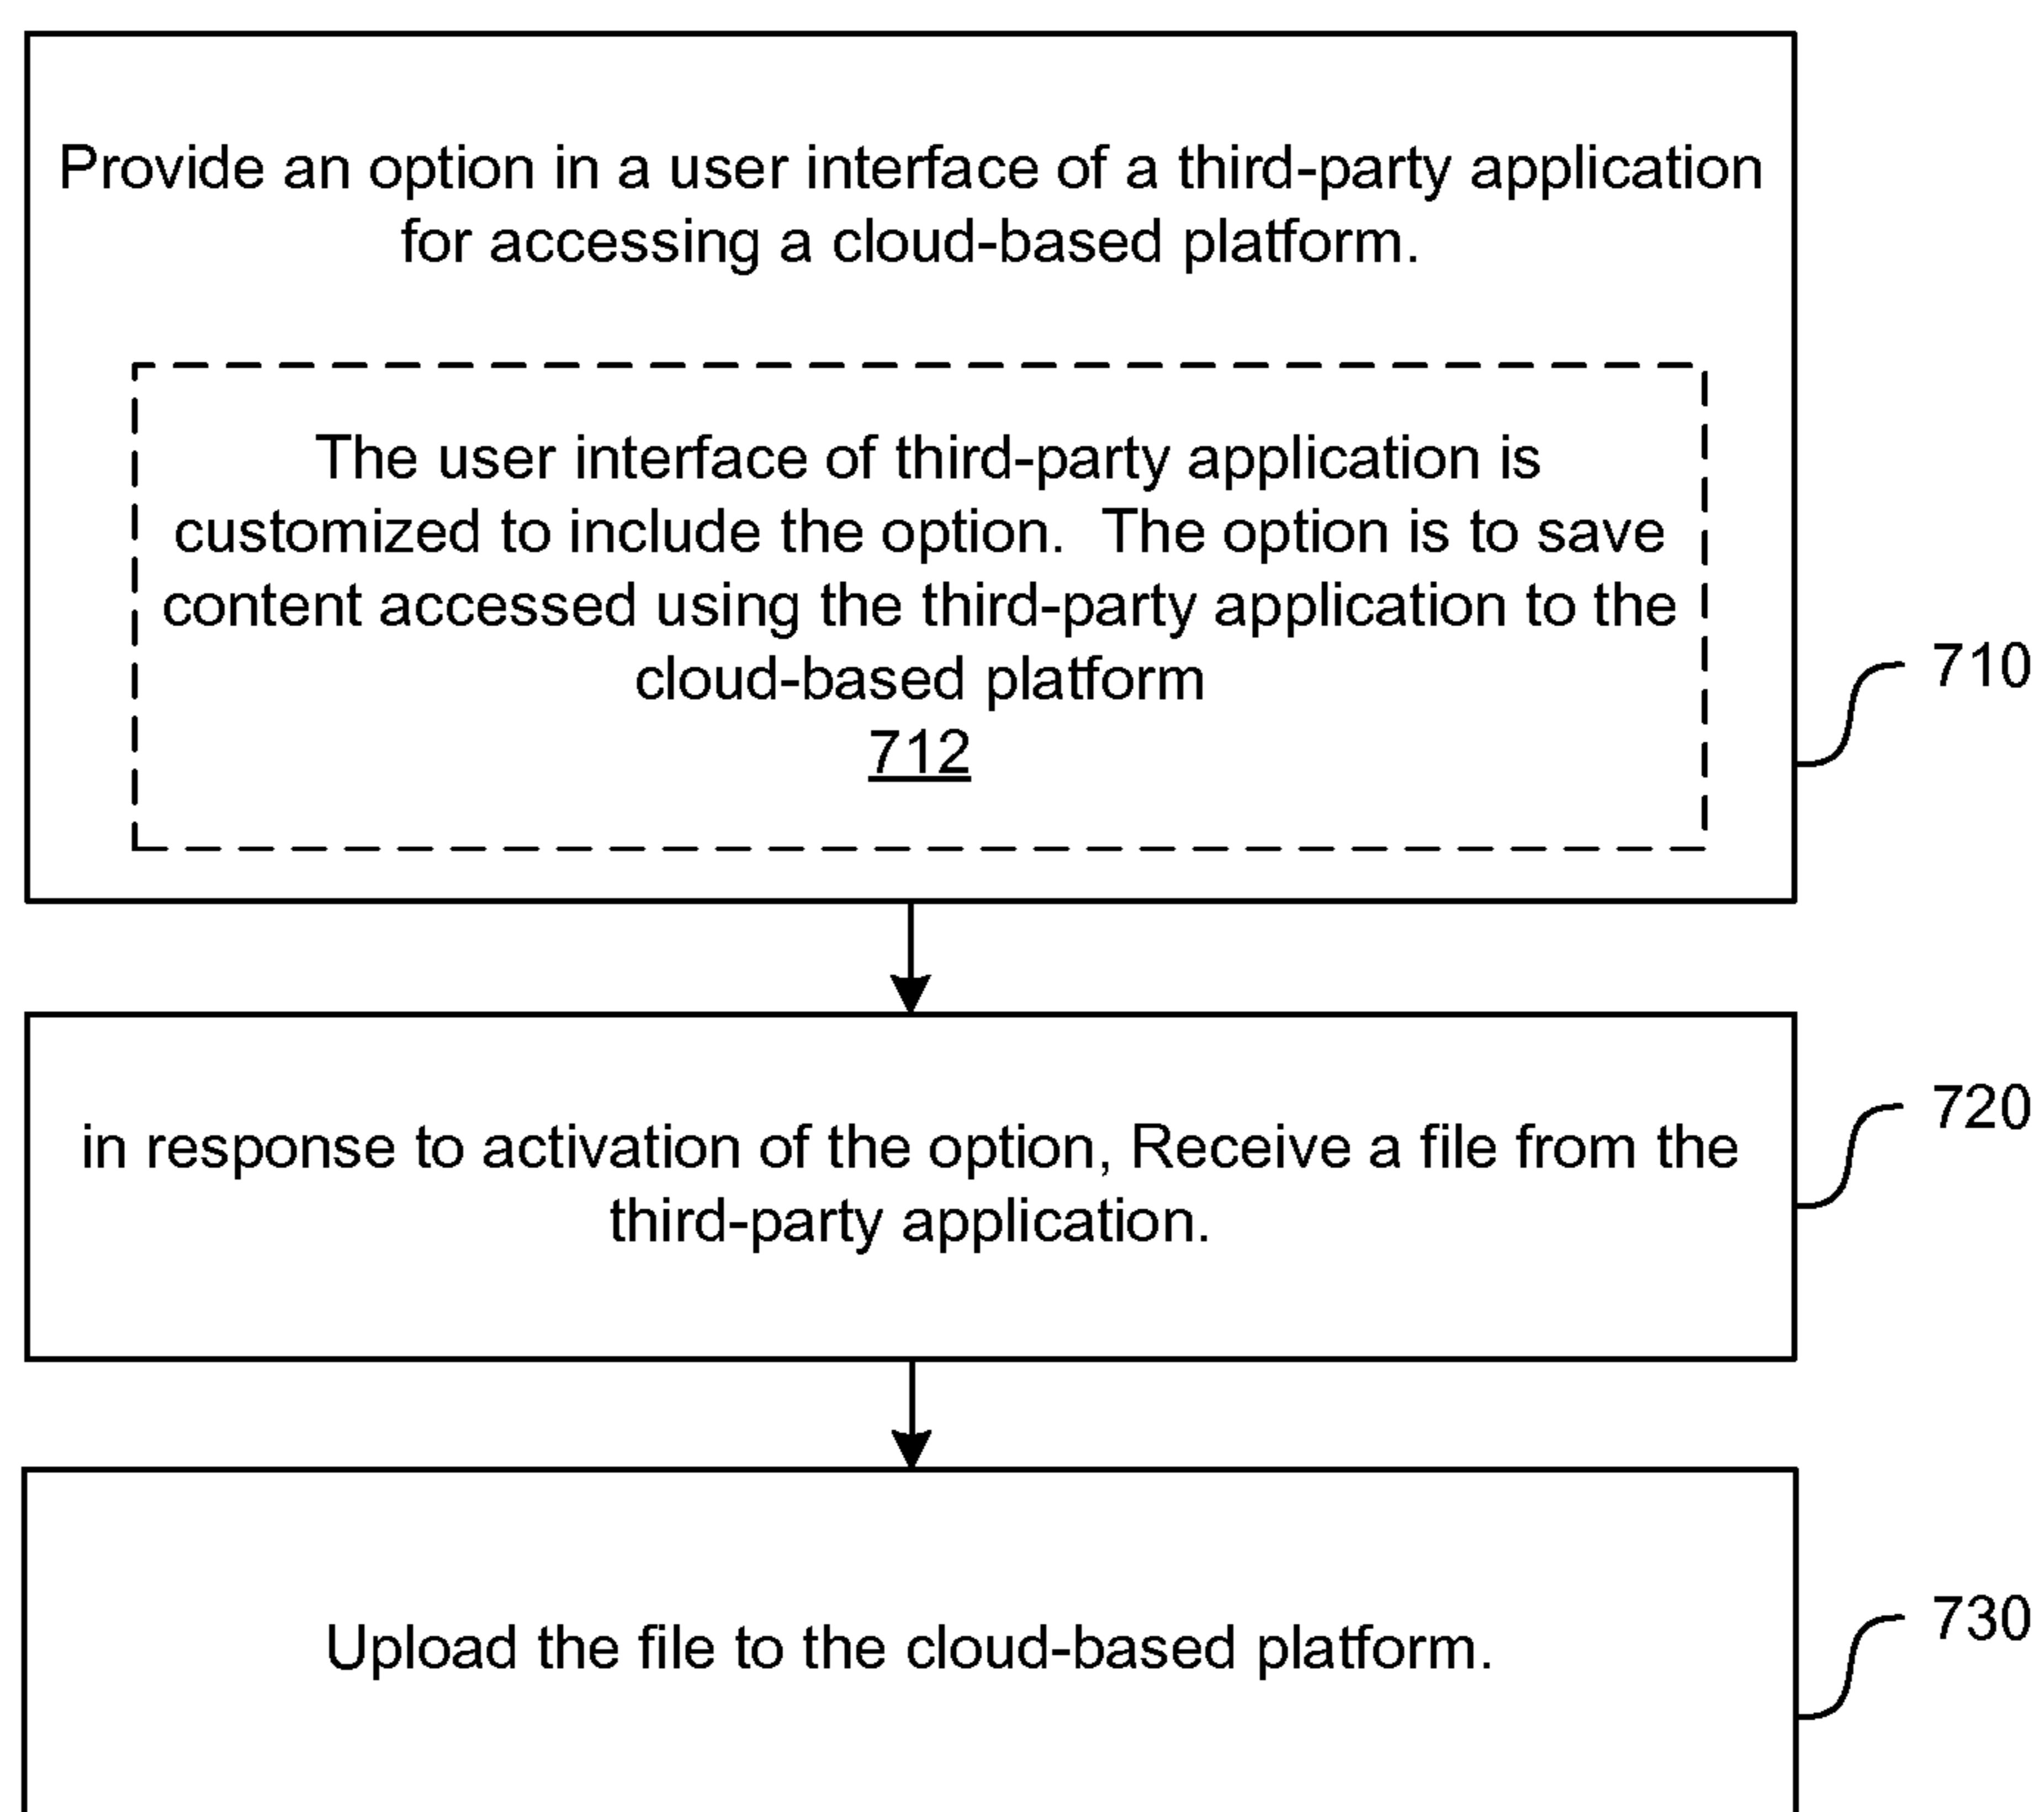 Provide an option in a user interface of a third-party application
for accessing a cloud-based platform.
The user interface of third-party application is
customized to include the option.  The option is to save
content accessed using the third-party application to the
cloud-based platform
712
710
in response to activation of the option, Receive a file from the
third-party application.
720
Upload the file to the cloud-based platform.
730